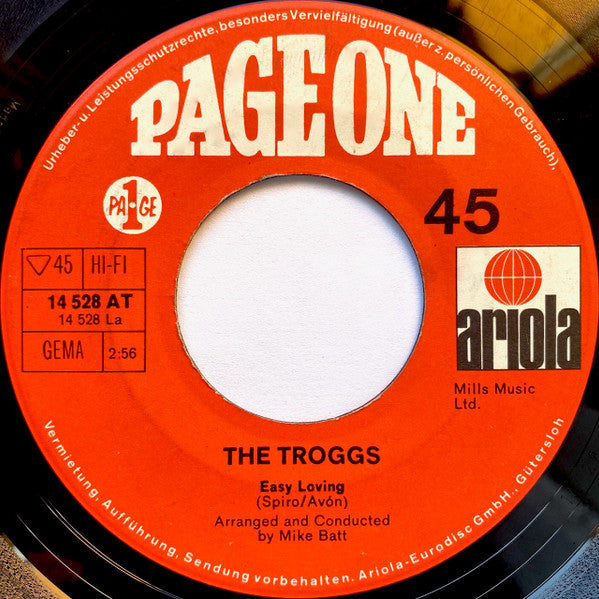 Urheber-u. Leistungsschutzrechte, besonders Vervielfältigung (außer z. persönlichen Gebrauch),
PAGE ONE
PA1GE
45
45 HI-FI
14 528 AT
14 528 La
GEMA 2:56
ariola
Mills Music
Ltd.
THE TROGGS
Easy Loving
(Spiro/Avón)
Arranged and Conducted
by Mike Batt
Vermietung, Aufführung, Sendung vorbehalten. Ariola-Eurodisc GmbH., Gütersloh